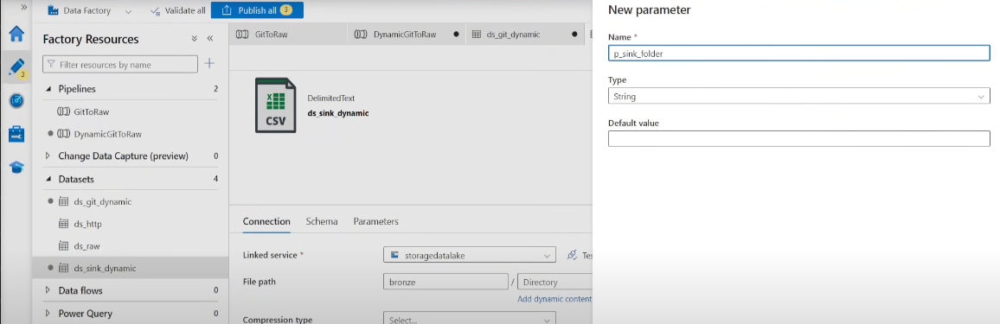 Data Factory
Validate all
Publish all 3
New parameter
Factory Resources
Filter resources by name
Pipelines 2
GitToRaw
DynamicGitToRaw
Change Data Capture (preview) 0
Datasets 4
ds_git_dynamic
ds_http
ds_raw
ds_sink_dynamic
Data flows 0
Power Query 0
3
GitToRaw
DynamicGitToRaw
ds_git_dynamic
CSV
DelimitedText
ds_sink_dynamic
Connection
Schema
Parameters
Linked service *
storagedatalake
Tes
File path
bronze
/
Directory
Add dynamic content
Compression type
Select...
Name *
p_sink_folder
Type
String
Default value